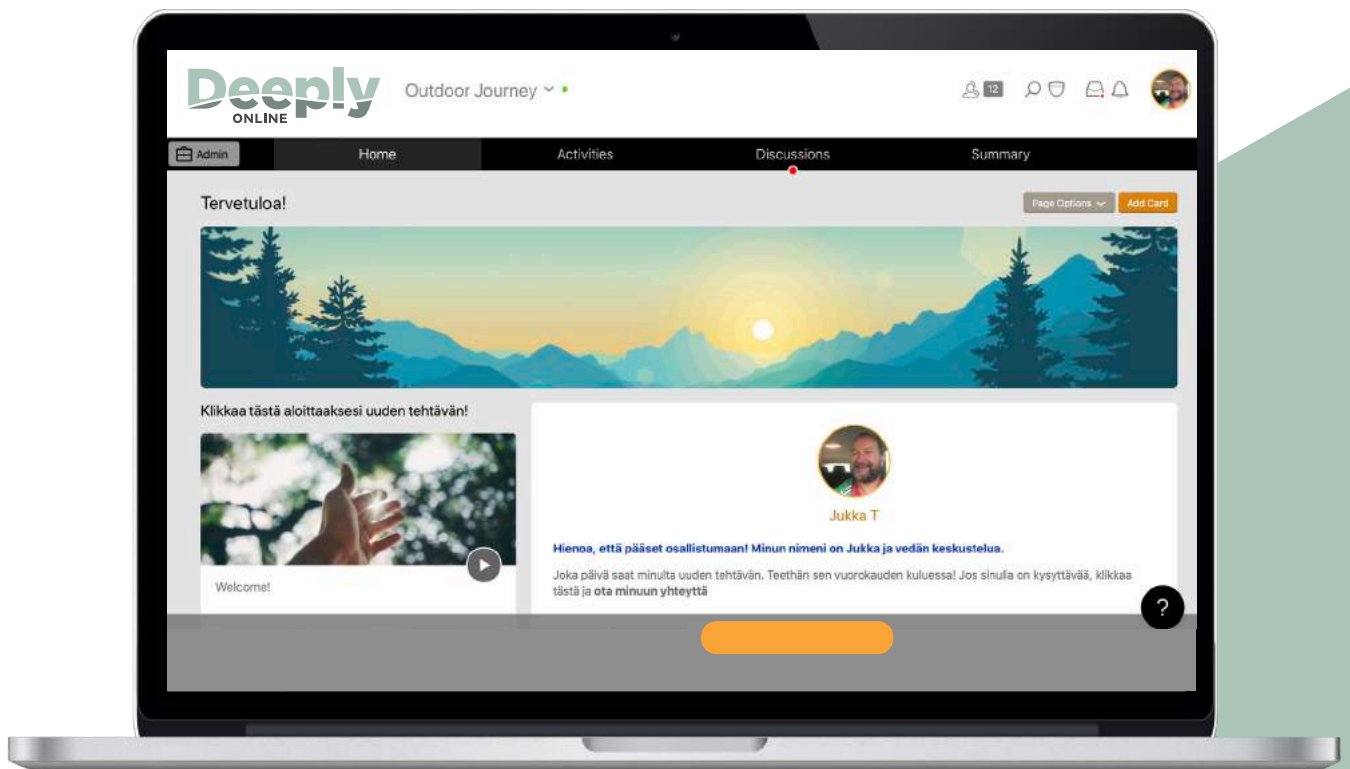 Deeply
ONLINE
Outdoor Journey
12
Admin
Home
Activities
Discussions
Summary
Tervetuloa!
Page Options
Add Card
Klikkaa tästä aloittaaksesi uuden tehtävän!
Welcome!
Jukka T
Hienoa, että pääset osallistumaan! Minun nimeni on Jukka ja vedän keskustelua.
Joka päivä saat minulta uuden tehtävän. Teethän sen vuorokauden kuluessa! Jos sinulla on kysyttävää, klikkaa
tästä ja ota minuun yhteyttä
?